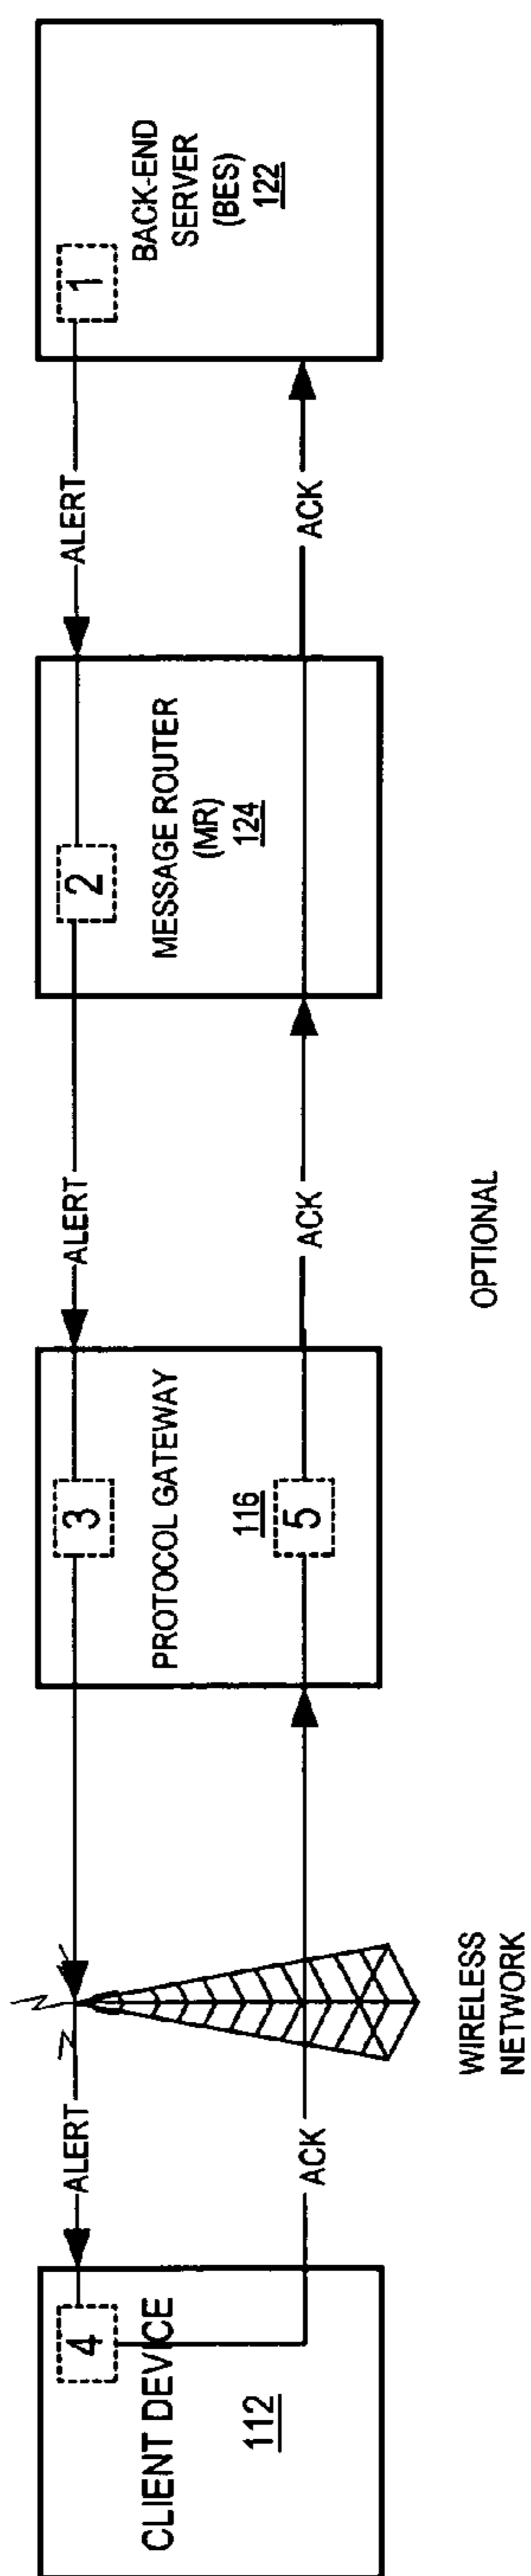 CLIENT DEVICE
112
4
ALERT
ACK
WIRELESS
NETWORK
PROTOCOL GATEWAY
116
3
5
ALERT
ACK
OPTIONAL
MESSAGE ROUTER
(MR)
124
2
ALERT
ACK
BACK-END
SERVER
(BES)
122
1